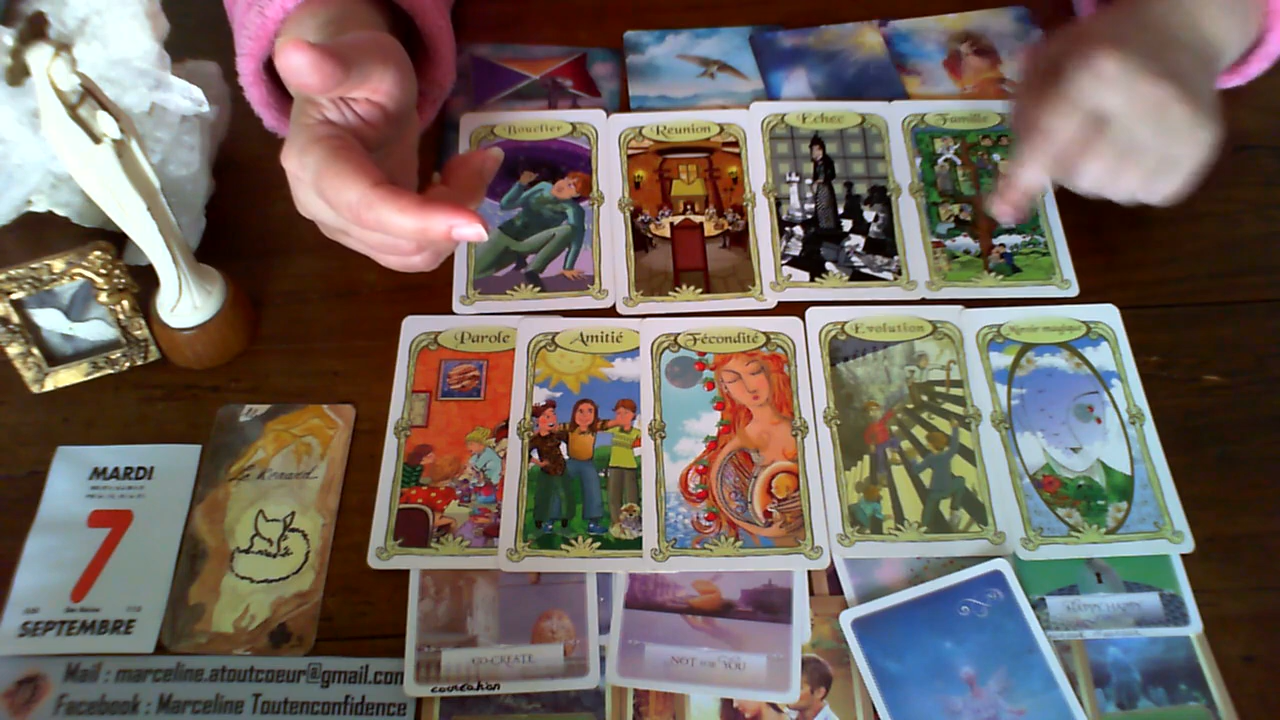 Bouclier
Reunion
Echec
Famille
Parole
Amitié
Fécondité
Evolution
Miroir magique
MARDI
7
SEPTEMBRE
Le Renard
CO-CREATE
cocreation
NOT FOR YOU
HAPPY HAPPY
Mail : marceline.atoutcoeur@gmail.com
Facebook : Marceline Toutenconfidence